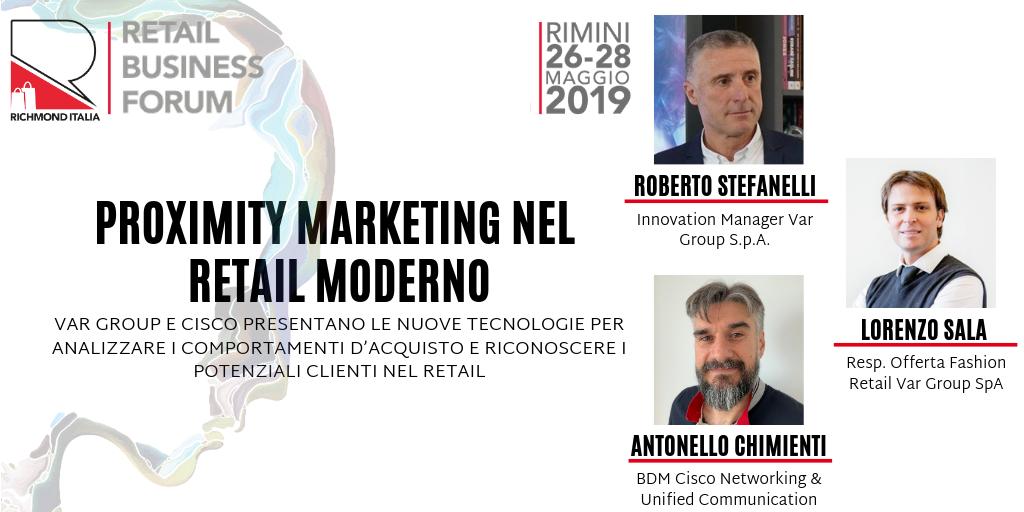 RETAIL
BUSINESS
FORUM
RICHMOND ITALIA
RIMINI
26-28
MAGGIO
2019
PROXIMITY MARKETING NEL
RETAIL MODERNO
VAR GROUP E CISCO PRESENTANO LE NUOVE TECNOLOGIE PER
ANALIZZARE I COMPORTAMENTI D'ACQUISTO E RICONOSCERE I
POTENZIALI CLIENTI NEL RETAIL
ROBERTO STEFANELLI
Innovation Manager Var
Group S.p.A.
LORENZO SALA
Resp. Offerta Fashion
Retail Var Group SpA
ANTONELLO CHIMIENTI
BDM Cisco Networking &
Unified Communication